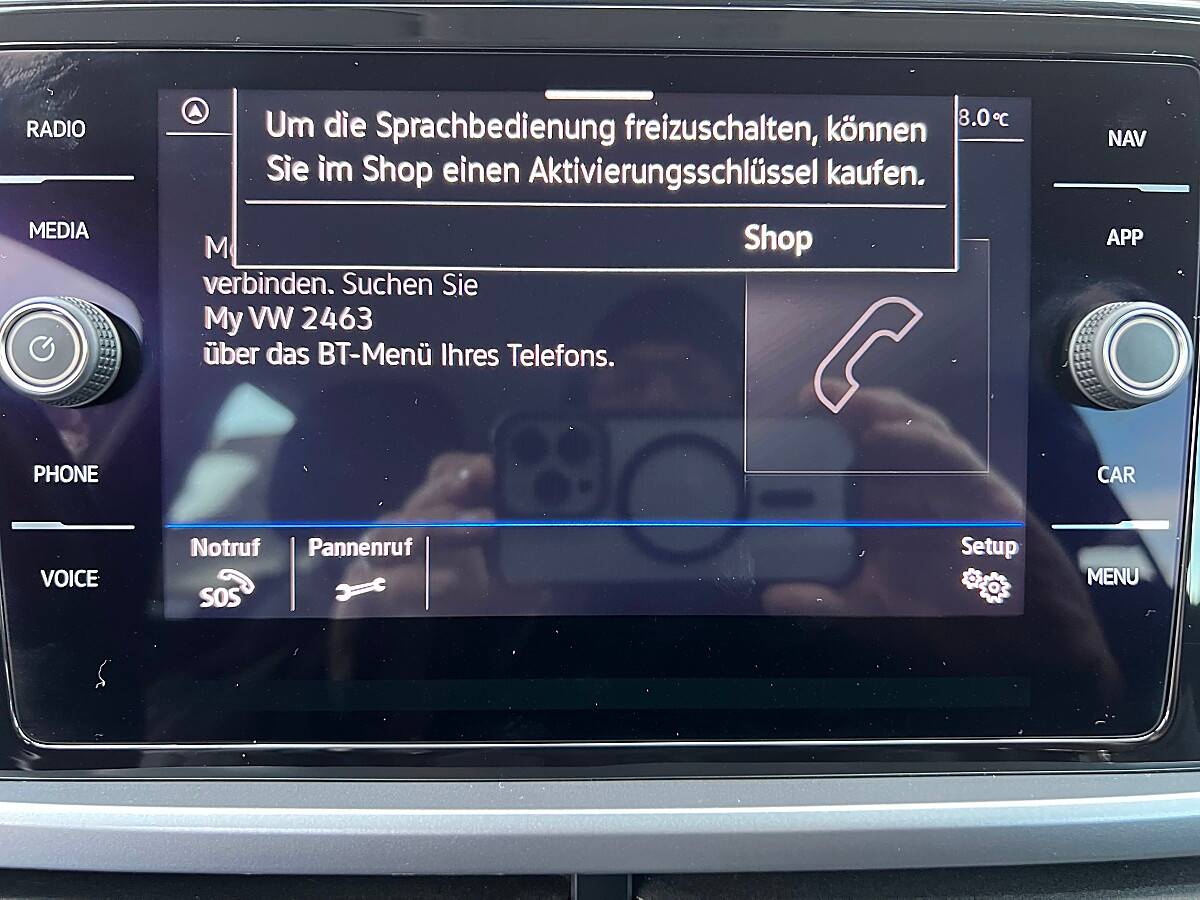 RADIO
MEDIA
PHONE
VOICE
Um die Sprachbedienung freizuschalten, können
Sie im Shop einen Aktivierungsschlüssel kaufen.
Shop
8.0°C
verbinden. Suchen Sie
My VW 2463
über das BT-Menü Ihres Telefons.
Notruf
SOS
Pannenruf
Setup
NAV
APP
CAR
MENU